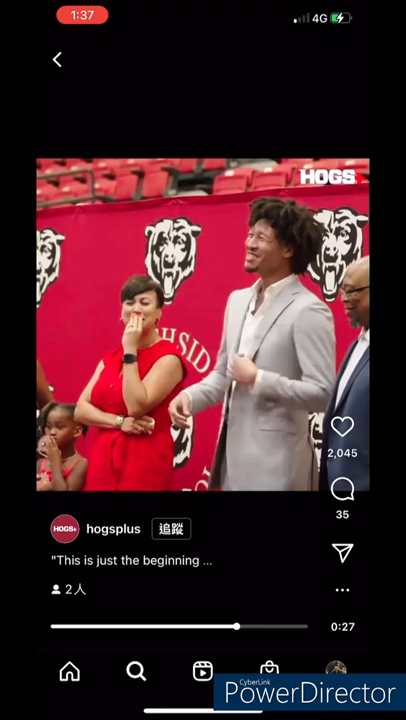 1:37
4G
HOGS+
HSID
2,045
35
HOGS+
hogsplus
追蹤
"This is just the beginning ...
2人
0:27
CyberLink
PowerDirector